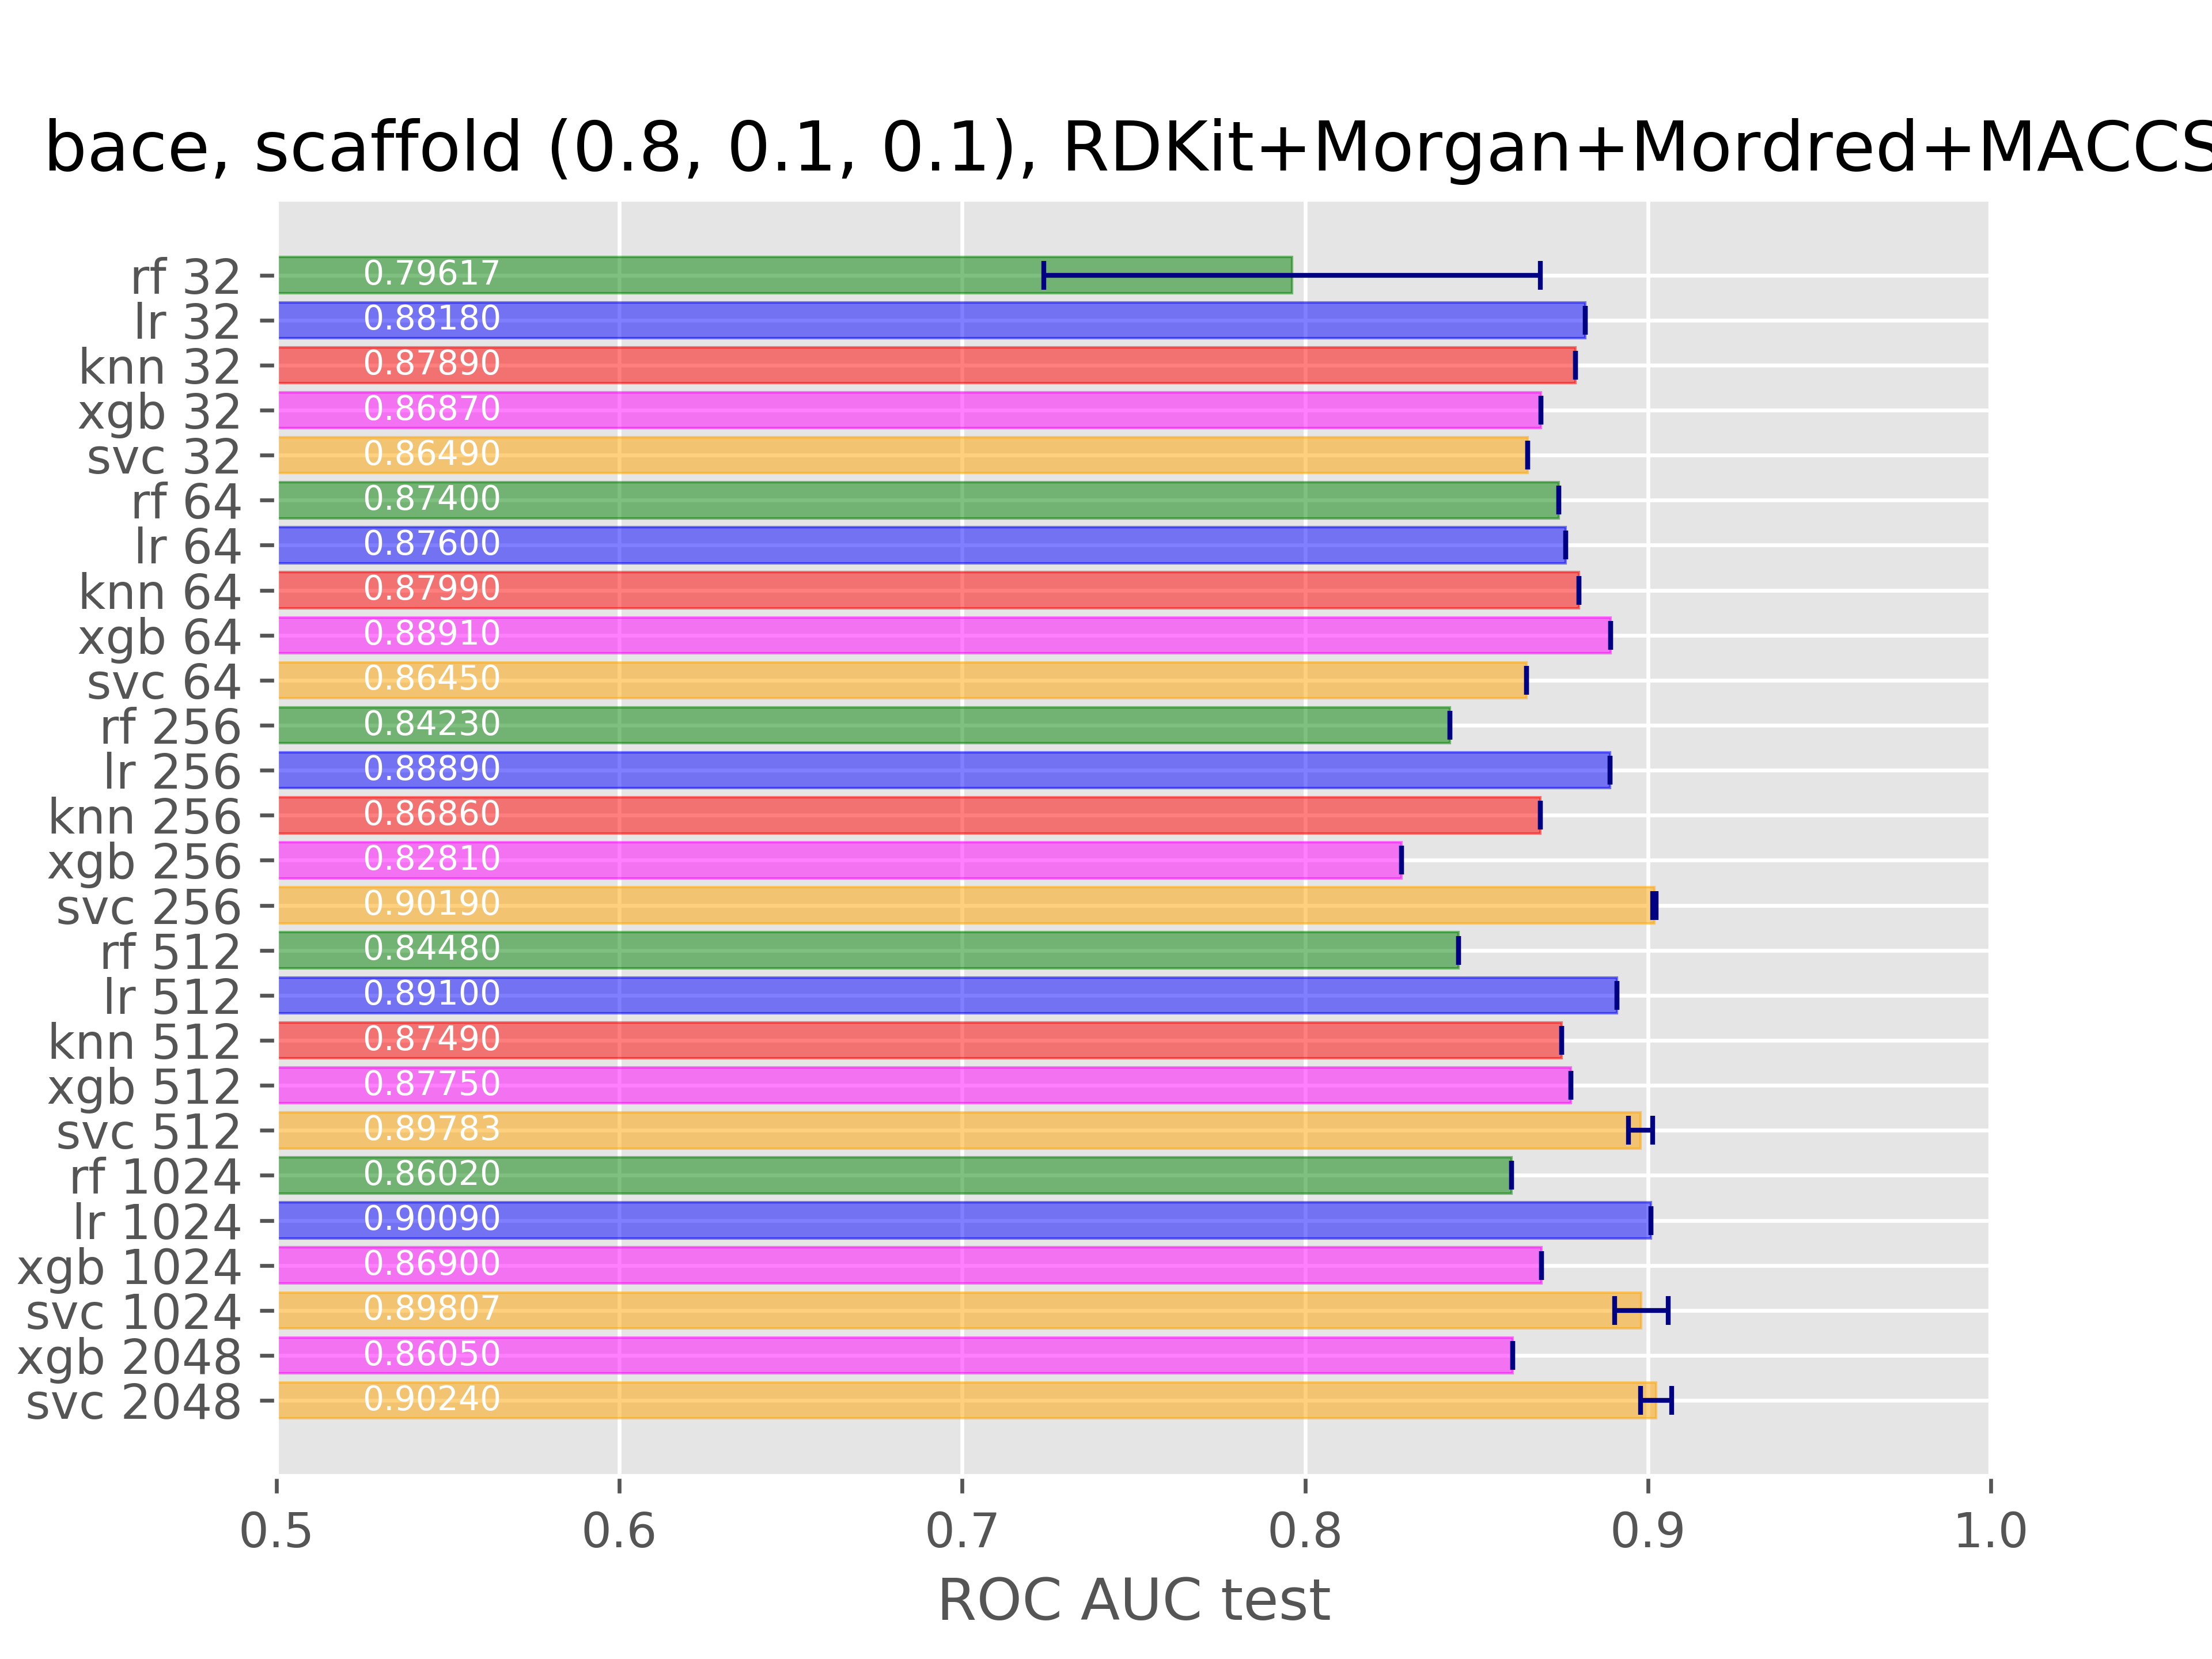 bace, scaffold (0.8, 0.1, 0.1), RDKit+Morgan+Mordred+MACCS
rf 32 0.79617
lr 32 0.88180
knn 32 0.87890
xgb 32 0.86870
svc 32 0.86490
rf 64 0.87400
lr 64 0.87600
knn 64 0.87990
xgb 64 0.88910
svc 64 0.86450
rf 256 0.84230
lr 256 0.88890
knn 256 0.86860
xgb 256 0.82810
svc 256 0.90190
rf 512 0.84480
lr 512 0.89100
knn 512 0.87490
xgb 512 0.87750
svc 512 0.89783
rf 1024 0.86020
lr 1024 0.90090
xgb 1024 0.86900
svc 1024 0.89807
xgb 2048 0.86050
svc 2048 0.90240
0.5 0.6 0.7 0.8 0.9 1.0
ROC AUC test